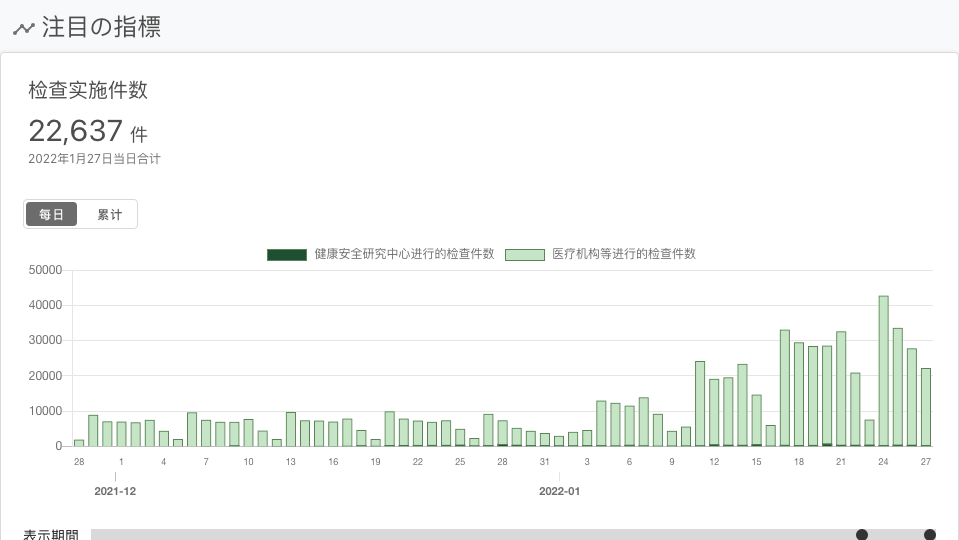 注目の指標
检查实施件数
22,637 件
2022年1月27日当日合计
每日 累计
健康安全研究中心进行的检查件数 医疗机构等进行的检查件数
50000
40000
30000
20000
10000
0
28 1 4 7 10 13 16 19 22 25 28 31 3 6 9 12 15 18 21 24 27
2021-12 2022-01
表示期間